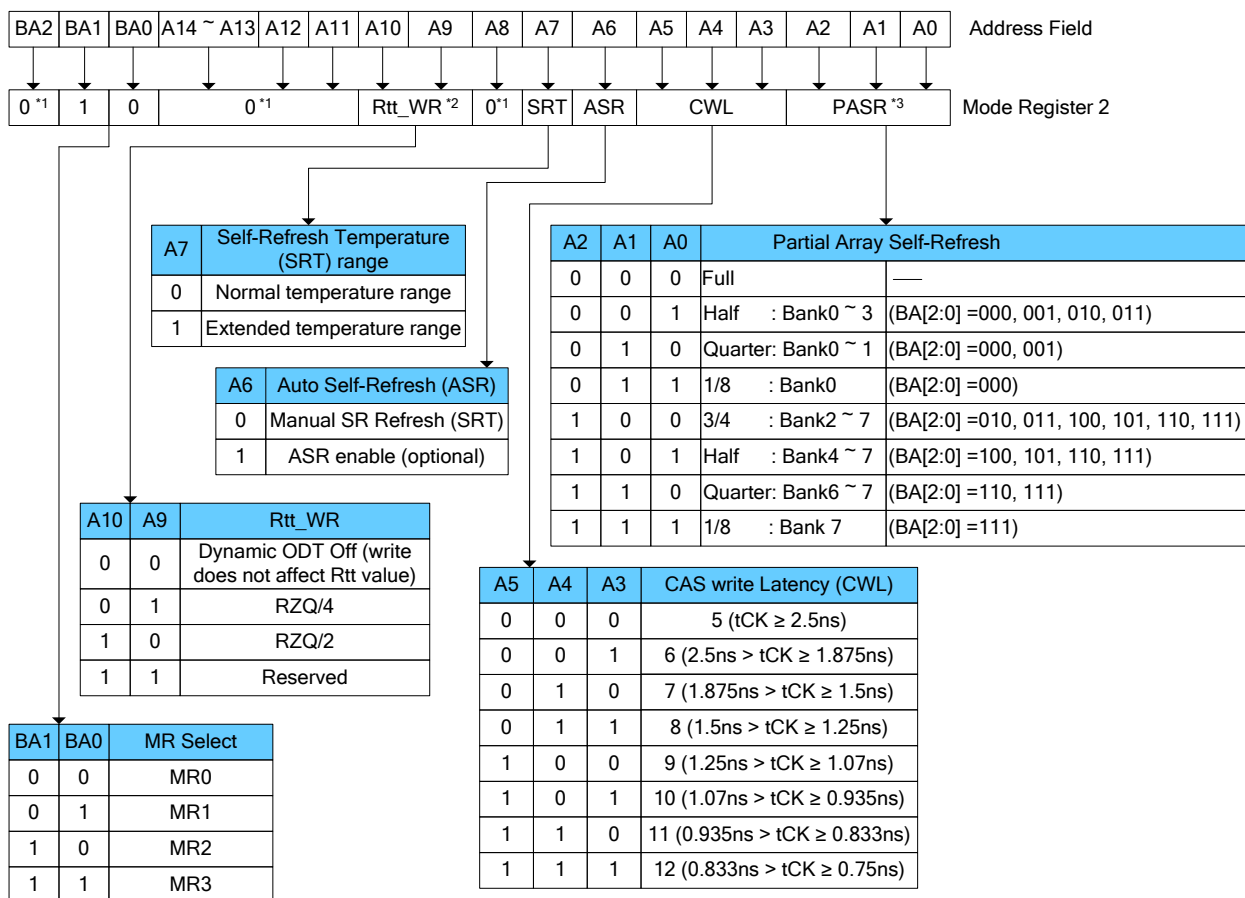 BA2 BA1 BA0 A14 ~ A13 A12 A11 A10 A9 A8 A7 A6 A5 A4 A3 A2 A1 A0 Address Field
0 *1 1 0 0 *1 Rtt_WR *2 0 *1 SRT ASR CWL PASR *3 Mode Register 2
A7 Self-Refresh Temperature (SRT) range
0 Normal temperature range
1 Extended temperature range
A6 Auto Self-Refresh (ASR)
0 Manual SR Refresh (SRT)
1 ASR enable (optional)
A10 A9 Rtt_WR
0 0 Dynamic ODT Off (write does not affect Rtt value)
0 1 RZQ/4
1 0 RZQ/2
1 1 Reserved
BA1 BA0 MR Select
0 0 MR0
0 1 MR1
1 0 MR2
1 1 MR3
A2 A1 A0 Partial Array Self-Refresh
0 0 0 Full —
0 0 1 Half : Bank0 ~ 3 (BA[2:0] =000, 001, 010, 011)
0 1 0 Quarter: Bank0 ~ 1 (BA[2:0] =000, 001)
0 1 1 1/8 : Bank0 (BA[2:0] =000)
1 0 0 3/4 : Bank2 ~ 7 (BA[2:0] =010, 011, 100, 101, 110, 111)
1 0 1 Half : Bank4 ~ 7 (BA[2:0] =100, 101, 110, 111)
1 1 0 Quarter: Bank6 ~ 7 (BA[2:0] =110, 111)
1 1 1 1/8 : Bank 7 (BA[2:0] =111)
A5 A4 A3 CAS write Latency (CWL)
0 0 0 5 (tCK ≥ 2.5ns)
0 0 1 6 (2.5ns > tCK ≥ 1.875ns)
0 1 0 7 (1.875ns > tCK ≥ 1.5ns)
0 1 1 8 (1.5ns > tCK ≥ 1.25ns)
1 0 0 9 (1.25ns > tCK ≥ 1.07ns)
1 0 1 10 (1.07ns > tCK ≥ 0.935ns)
1 1 0 11 (0.935ns > tCK ≥ 0.833ns)
1 1 1 12 (0.833ns > tCK ≥ 0.75ns)